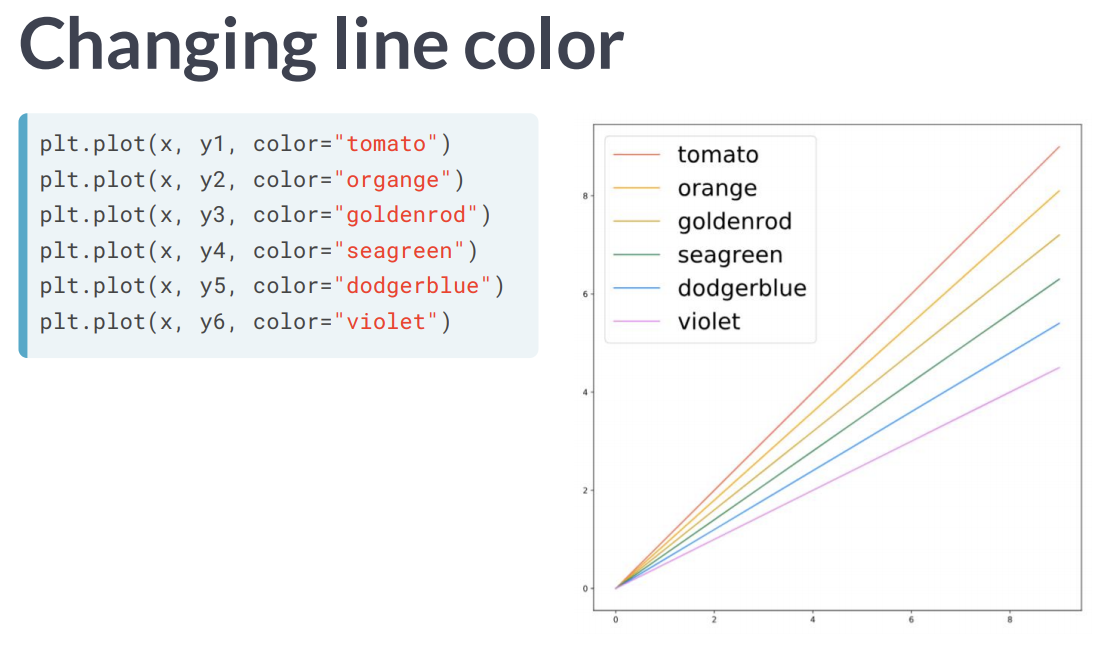 Changing line color
plt.plot(x, y1, color="tomato")
plt.plot(x, y2, color="organge")
plt.plot(x, y3, color="goldenrod")
plt.plot(x, y4, color="seagreen")
plt.plot(x, y5, color="dodgerblue")
plt.plot(x, y6, color="violet")
tomato
orange
goldenrod
seagreen
dodgerblue
violet
8
6
4
2
0
0 2 4 6 8